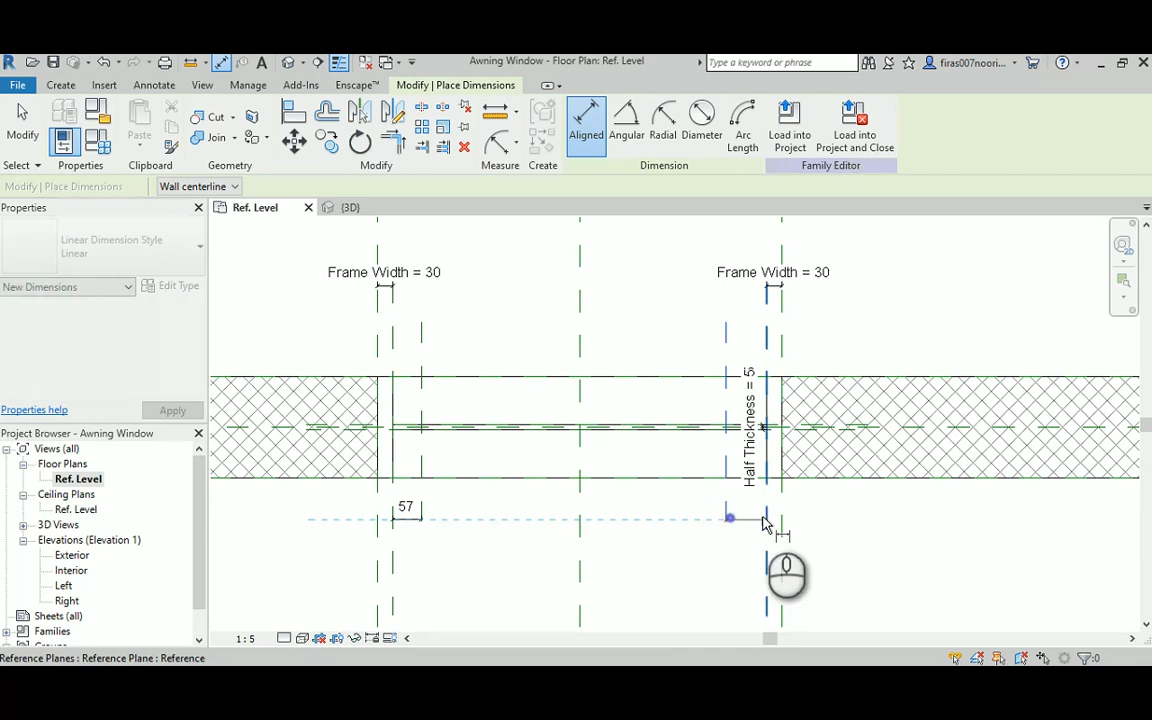 Awning Window - Floor Plan: Ref. Level
Type a keyword or phrase
firas007noori...
File
Create
Insert
Annotate
View
Manage
Add-Ins
Enscape™
Modify | Place Dimensions
Modify
Paste
Cut
Join
Aligned
Angular
Radial
Diameter
Arc
Length
Load into
Project
Load into
Project and Close
Select
Properties
Clipboard
Geometry
Modify
Measure
Create
Dimension
Family Editor
Modify | Place Dimensions
Wall centerline
Properties
Ref. Level
{3D}
Linear Dimension Style
Linear
New Dimensions
Edit Type
Frame Width = 30
Frame Width = 30
Half Thickness = 5
57
Properties help
Apply
Project Browser - Awning Window
Views (all)
Floor Plans
Ref. Level
Ceiling Plans
Ref. Level
3D Views
Elevations (Elevation 1)
Exterior
Interior
Left
Right
Sheets (all)
Families
1:5
Reference Planes : Reference Plane : Reference
:0